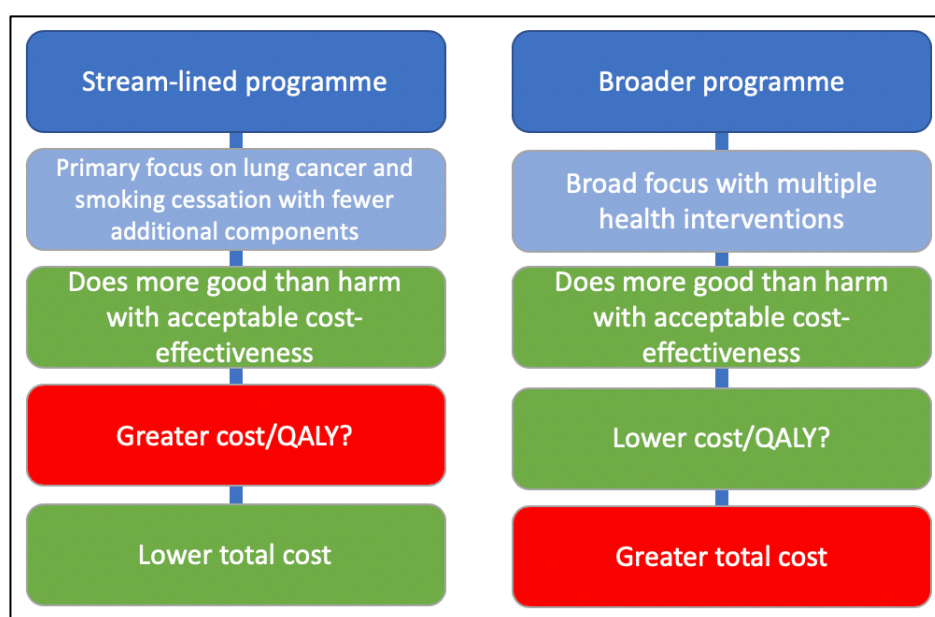 Stream-lined programme
Primary focus on lung cancer and
smoking cessation with fewer
additional components
Does more good than harm
with acceptable cost-
effectiveness
Greater cost/QALY?
Lower total cost
Broader programme
Broad focus with multiple
health interventions
Does more good than harm
with acceptable cost-
effectiveness
Lower cost/QALY?
Greater total cost